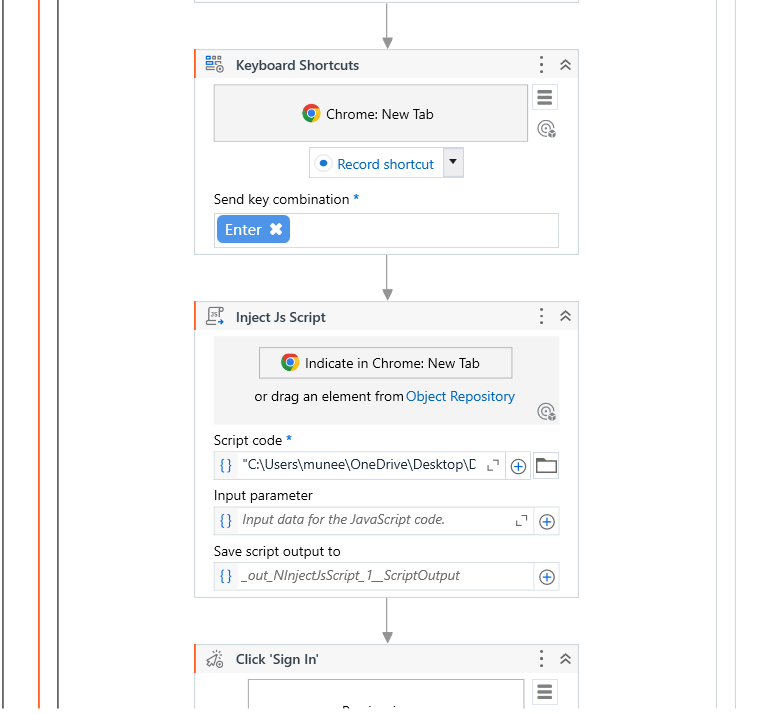 Keyboard Shortcuts
Chrome: New Tab
Record shortcut
Send key combination *
Enter
Inject Js Script
Indicate in Chrome: New Tab
or drag an element from Object Repository
Script code *
{} "C:\Users\munee\OneDrive\Desktop\D
Input parameter
{} Input data for the JavaScript code.
Save script output to
{} _out_NInjectJsScript_1__ScriptOutput
Click 'Sign In'